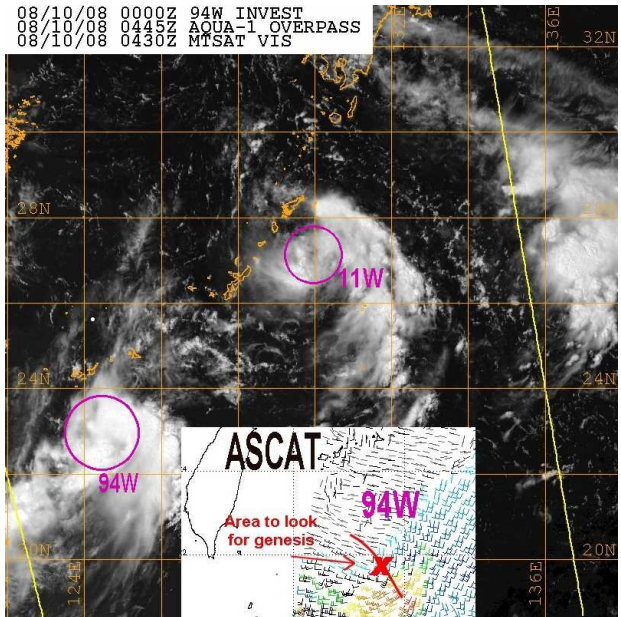 08/10/08 0000Z 94W INVEST
08/10/08 0445Z AQUA-1 OVERPASS
08/10/08 0430Z MTSAT VIS
136E
32N
28N
11W
24N
24N
94W
ASCAT
94W
Area to look
for genesis
X
20N
20N
124E
136E